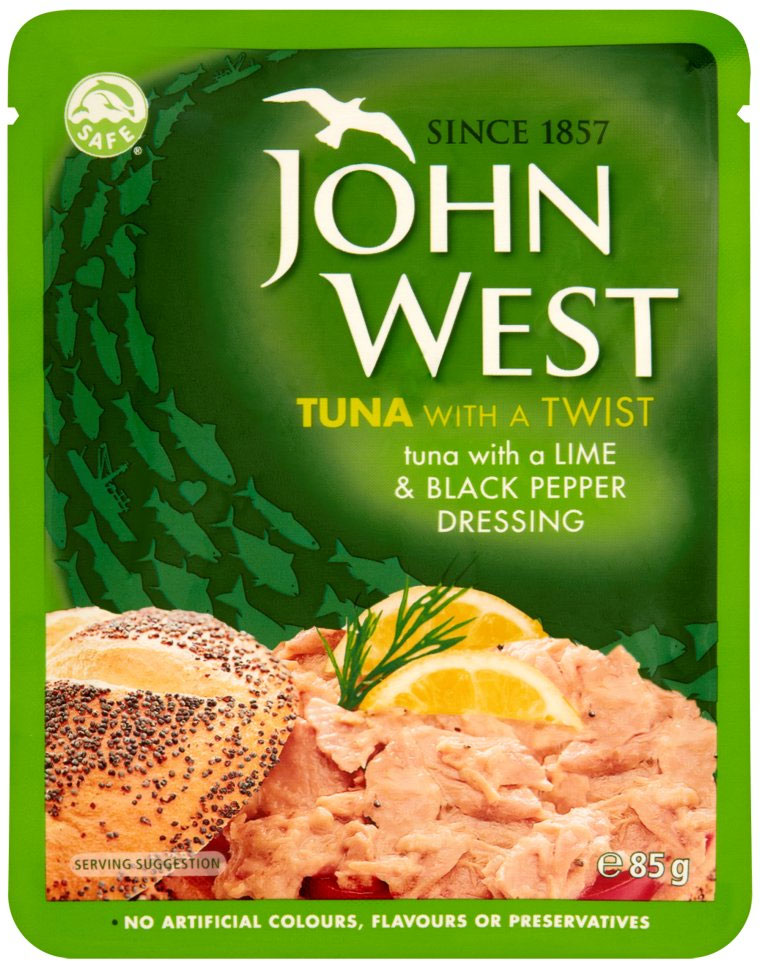 SAFE
®
SINCE 1857
JOHN
WEST
TUNA WITH A TWIST
tuna with a LIME
& BLACK PEPPER
DRESSING
SERVING SUGGESTION
℮ 85 g
• NO ARTIFICIAL COLOURS, FLAVOURS OR PRESERVATIVES